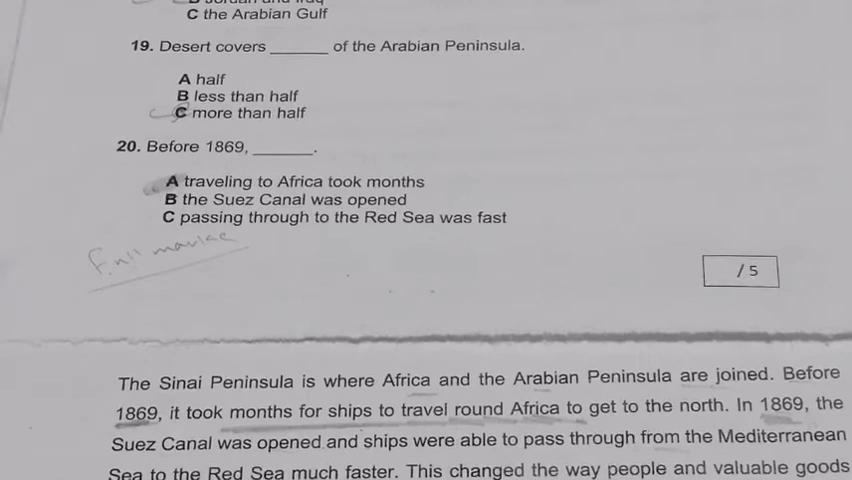 C the Arabian Gulf
19. Desert covers ______ of the Arabian Peninsula.
A half
B less than half
C more than half
20. Before 1869, ______.
A traveling to Africa took months
B the Suez Canal was opened
C passing through to the Red Sea was fast
Full
/ 5
The Sinai Peninsula is where Africa and the Arabian Peninsula are joined. Before
1869, it took months for ships to travel round Africa to get to the north. In 1869, the
Suez Canal was opened and ships were able to pass through from the Mediterranean
Sea to the Red Sea much faster. This changed the way people and valuable goods